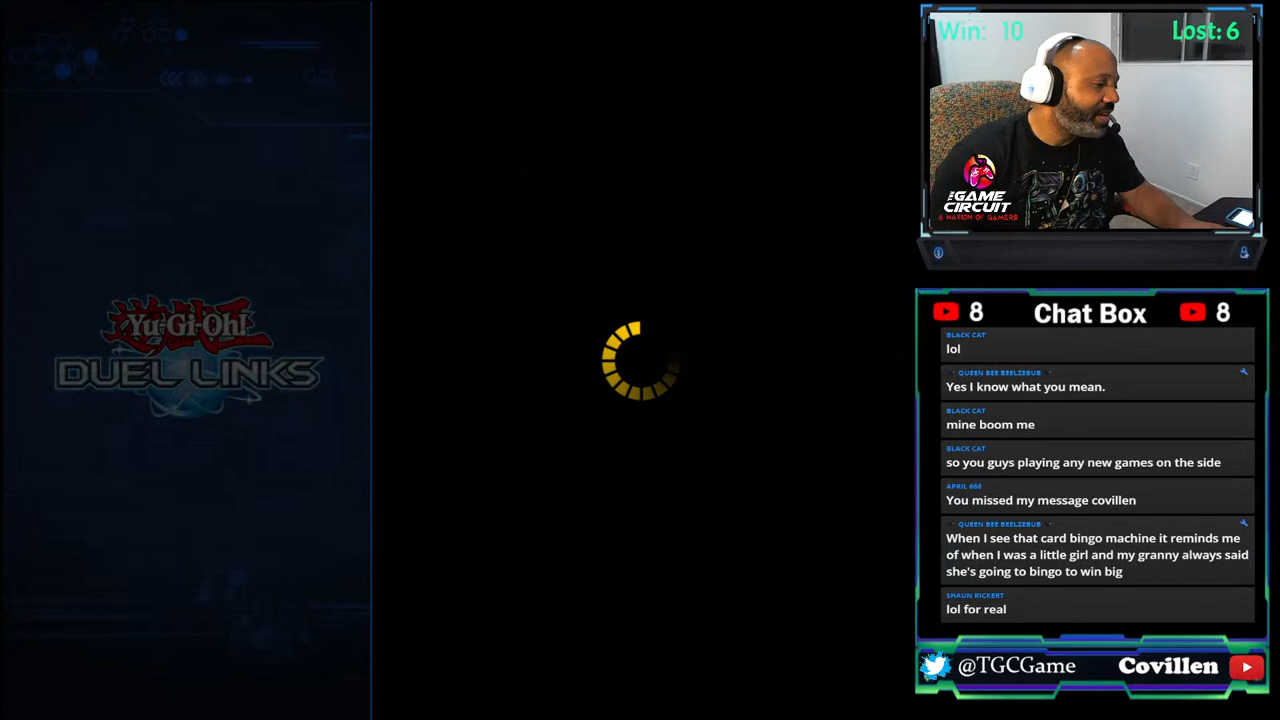 Yu-Gi-Oh!
DUEL LINKS
Win: 10
Lost: 6
THE
GAME
CIRCUIT
A NATION OF GAMERS
8
Chat Box
8
BLACK CAT
lol
QUEEN BEE BEELZEBUB
Yes I know what you mean.
BLACK CAT
mine boom me
BLACK CAT
so you guys playing any new games on the side
APRIL 666
You missed my message covillen
QUEEN BEE BEELZEBUB
When I see that card bingo machine it reminds me
of when I was a little girl and my granny always said
she's going to bingo to win big
SHAUN RICKERT
lol for real
@TGCGame
Covillen